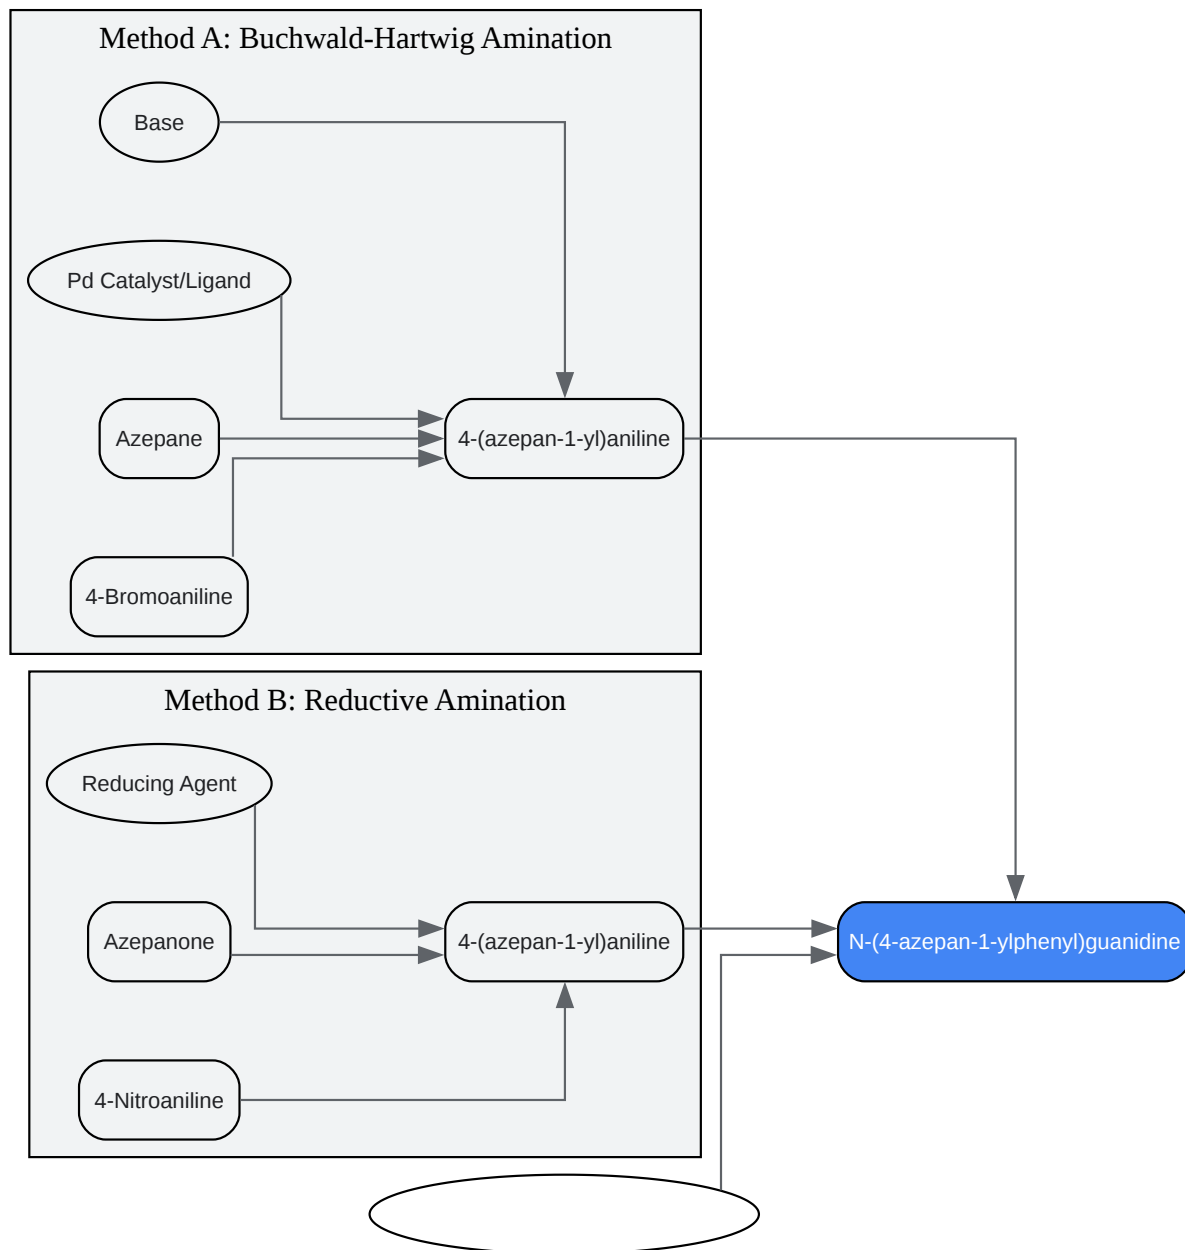 Method A: Buchwald-Hartwig Amination
Base
Pd Catalyst/Ligand
Azepane
4-(azepan-1-yl)aniline
4-Bromoaniline
Method B: Reductive Amination
Reducing Agent
Azepanone
4-(azepan-1-yl)aniline
N-(4-azepan-1-ylphenyl)guanidine
4-Nitroaniline